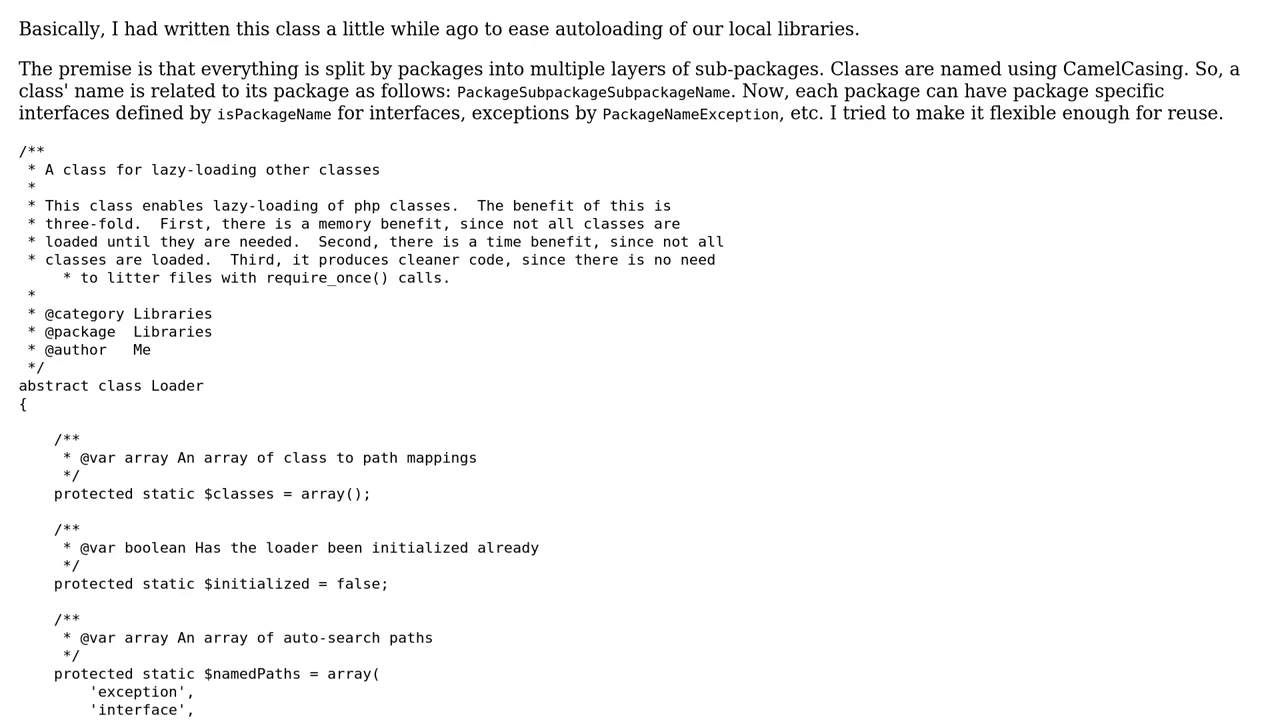 Basically, I had written this class a little while ago to ease autoloading of our local libraries.
The premise is that everything is split by packages into multiple layers of sub-packages. Classes are named using CamelCasing. So, a
class' name is related to its package as follows: PackageSubpackageSubpackageName. Now, each package can have package specific
interfaces defined by isPackageName for interfaces, exceptions by PackageNameException, etc. I tried to make it flexible enough for reuse.
/**
 * A class for lazy-loading other classes
 *
 * This class enables lazy-loading of php classes.  The benefit of this is
 * three-fold.  First, there is a memory benefit, since not all classes are
 * loaded until they are needed.  Second, there is a time benefit, since not all
 * classes are loaded.  Third, it produces cleaner code, since there is no need
     * to litter files with require_once() calls.
 *
 * @category Libraries
 * @package  Libraries
 * @author   Me
 */
abstract class Loader
{
    /**
     * @var array An array of class to path mappings
     */
    protected static $classes = array();
    /**
     * @var boolean Has the loader been initialized already
     */
    protected static $initialized = false;
    /**
     * @var array An array of auto-search paths
     */
    protected static $namedPaths = array(
        'exception',
        'interface',